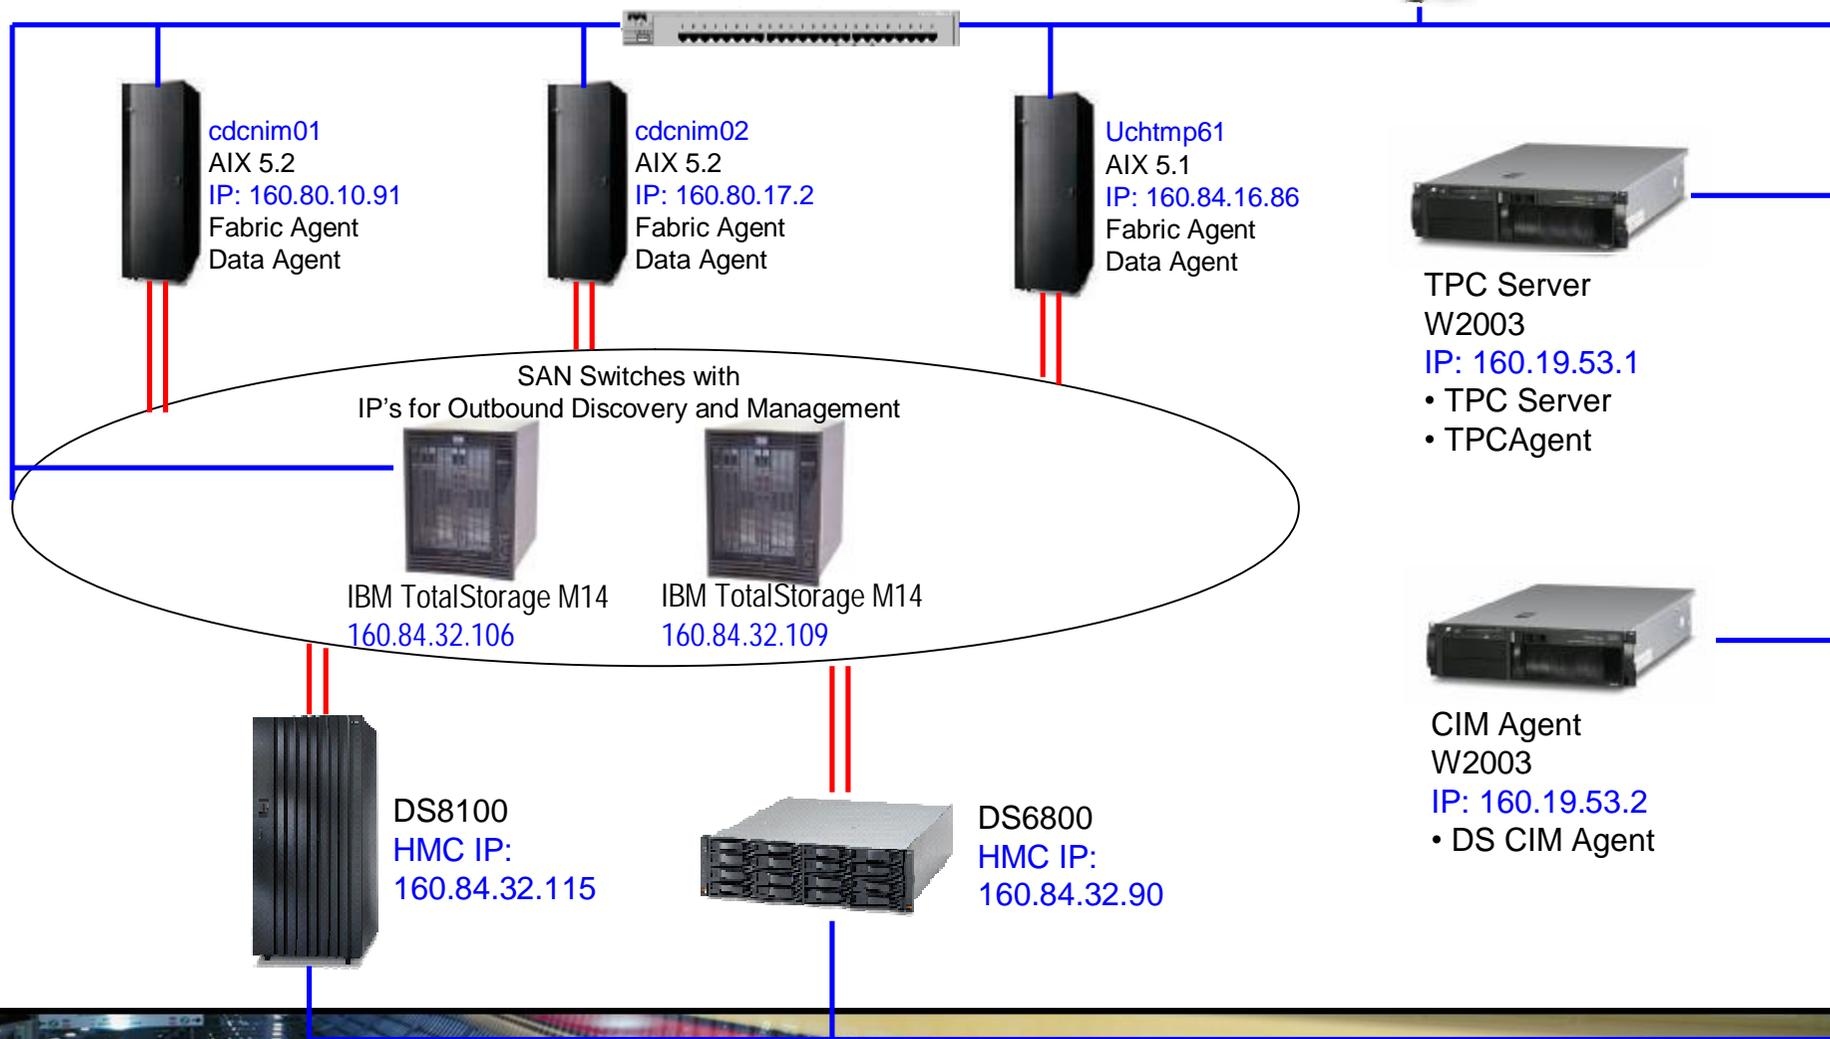 cdcnim01
AIX 5.2
IP: 160.80.10.91
Fabric Agent
Data Agent
cdcnim02
AIX 5.2
IP: 160.80.17.2
Fabric Agent
Data Agent
Uchtmp61
AIX 5.1
IP: 160.84.16.86
Fabric Agent
Data Agent
TPC Server
W2003
IP: 160.19.53.1
• TPC Server
• TPCAgent
SAN Switches with
IP's for Outbound Discovery and Management
IBM TotalStorage M14
160.84.32.106
IBM TotalStorage M14
160.84.32.109
CIM Agent
W2003
IP: 160.19.53.2
• DS CIM Agent
DS8100
HMC IP:
160.84.32.115
DS6800
HMC IP:
160.84.32.90